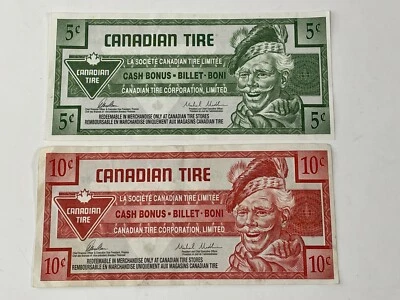 5¢ CANADIAN TIRE 5¢
CANADIAN
TIRE
LA SOCIÉTÉ CANADIAN TIRE LIMITÉE
CASH BONUS • BILLET-BONI
CANADIAN TIRE CORPORATION, LIMITED
REDEEMABLE IN MERCHANDISE ONLY AT CANADIAN TIRE STORES
REMBOURSABLE EN MARCHANDISE UNIQUEMENT AUX MAGASINS CANADIAN TIRE
5¢ 5¢
10¢ CANADIAN TIRE 10¢
CANADIAN
TIRE
LA SOCIÉTÉ CANADIAN TIRE LIMITÉE
CASH BONUS • BILLET-BONI
CANADIAN TIRE CORPORATION, LIMITED
REDEEMABLE IN MERCHANDISE ONLY AT CANADIAN TIRE STORES
REMBOURSABLE EN MARCHANDISE UNIQUEMENT AUX MAGASINS CANADIAN TIRE
10¢ 10¢